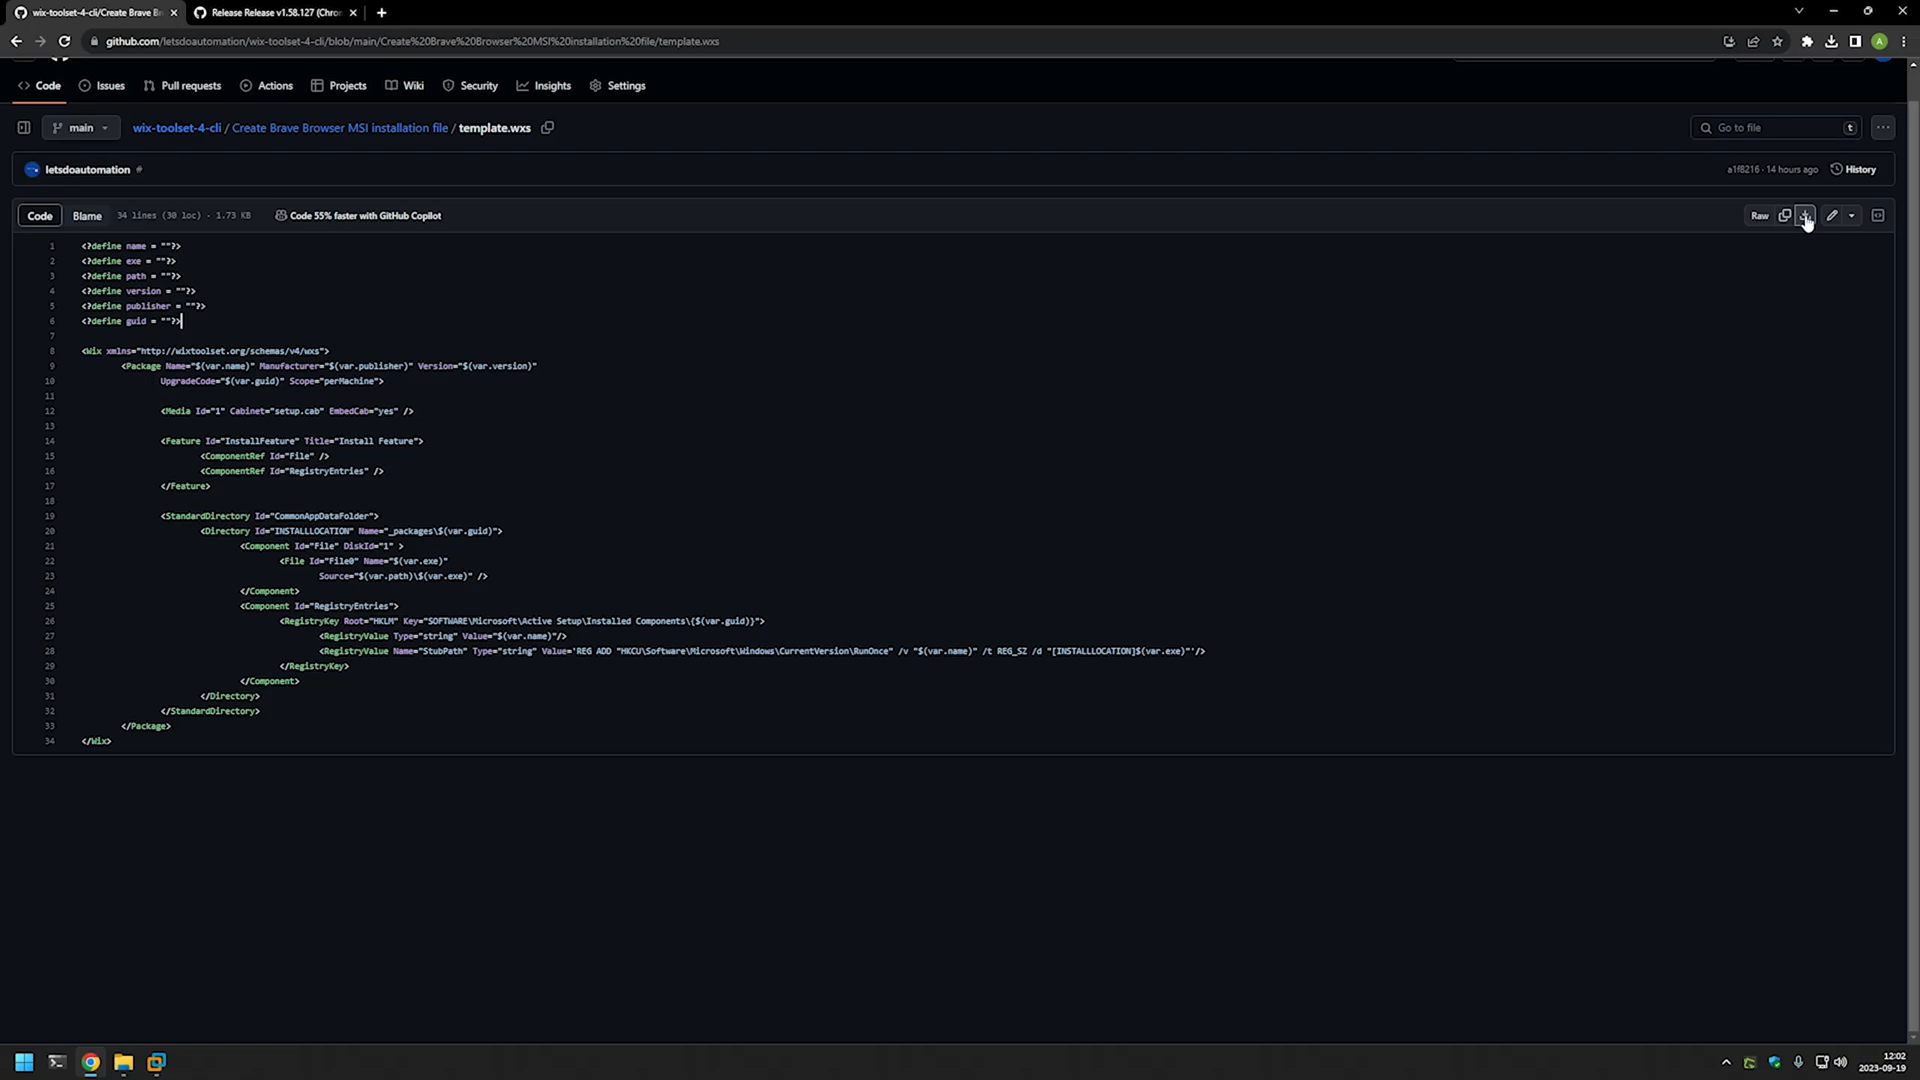 wix-toolset-4-cli/Create Brave B
Release Release v1.58.127 (Chro
github.com/letsdoautomation/wix-toolset-4-cli/blob/main/Create%20Brave%20Browser%20MSI%20installation%20file/template.wxs
A
Code
Issues
Pull requests
Actions
Projects
Wiki
Security
Insights
Settings
main
wix-toolset-4-cli / Create Brave Browser MSI installation file / template.wxs
Go to file
t
letsdoautomation #
a1f8216 · 14 hours ago
History
Code
Blame
34 lines (30 loc) · 1.73 KB
Code 55% faster with GitHub Copilot
Raw
1 <?define name = ""?>
2 <?define exe = ""?>
3 <?define path = ""?>
4 <?define version = ""?>
5 <?define publisher = ""?>
6 <?define guid = ""?>
7
8 <Wix xmlns="http://wixtoolset.org/schemas/v4/wxs">
9 <Package Name="$(var.name)" Manufacturer="$(var.publisher)" Version="$(var.version)"
10 UpgradeCode="$(var.guid)" Scope="perMachine">
11
12 <Media Id="1" Cabinet="setup.cab" EmbedCab="yes" />
13
14 <Feature Id="InstallFeature" Title="Install Feature">
15 <ComponentRef Id="File" />
16 <ComponentRef Id="RegistryEntries" />
17 </Feature>
18
19 <StandardDirectory Id="CommonAppDataFolder">
20 <Directory Id="INSTALLLOCATION" Name="_packages\$(var.guid)">
21 <Component Id="File" DiskId="1" >
22 <File Id="File0" Name="$(var.exe)"
23 Source="$(var.path)\$(var.exe)" />
24 </Component>
25 <Component Id="RegistryEntries">
26 <RegistryKey Root="HKLM" Key="SOFTWARE\Microsoft\Active Setup\Installed Components\{$(var.guid)}">
27 <RegistryValue Type="string" Value="$(var.name)"/>
28 <RegistryValue Name="StubPath" Type="string" Value='REG ADD "HKCU\Software\Microsoft\Windows\CurrentVersion\RunOnce" /v "$(var.name)" /t REG_SZ /d "[INSTALLLOCATION]$(var.exe)"'/>
29 </RegistryKey>
30 </Component>
31 </Directory>
32 </StandardDirectory>
33 </Package>
34 </Wix>
12:02
2023-09-19